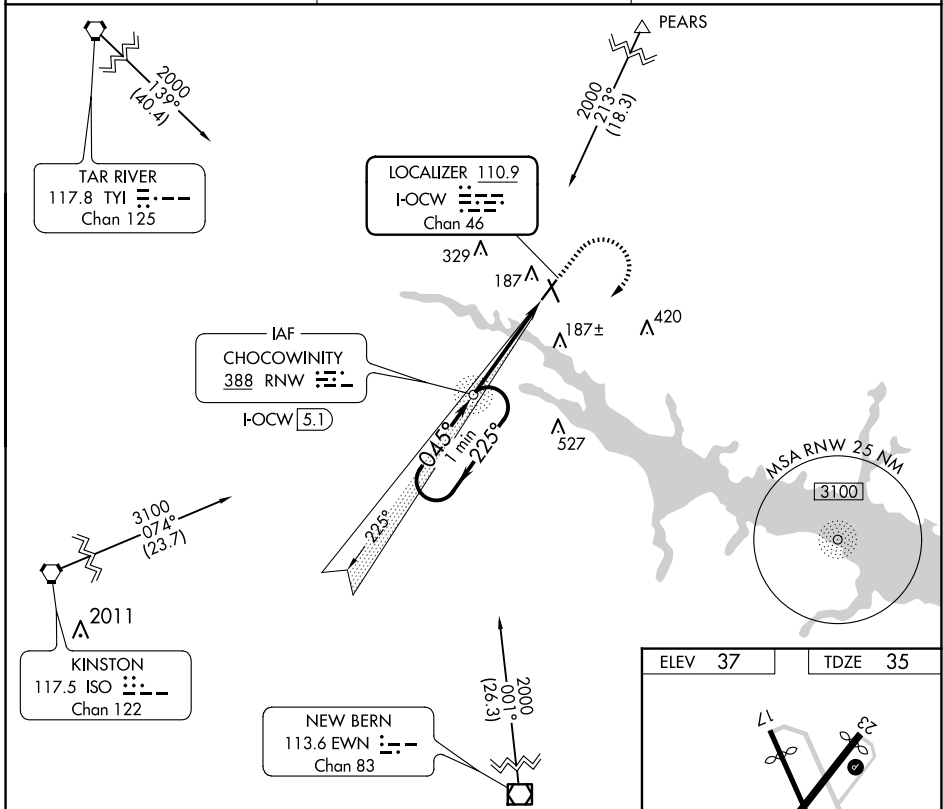 PEARS
2000
139°
(40.4)
2000
213°
(18.3)
TAR RIVER
117.8 TYI
Chan 125
LOCALIZER 110.9
I-OCW
Chan 46
329
187
187±
420
IAF
CHOCOWINITY
388 RNW
I-OCW 5.1
045°
1 min
225°
527
225°
MSA RNW 25 NM
3100
3100
074°
(23.7)
2011
KINSTON
117.5 ISO
Chan 122
2000
001°
(26.3)
NEW BERN
113.6 EWN
Chan 83
ELEV 37
TDZE 35
17
23
P